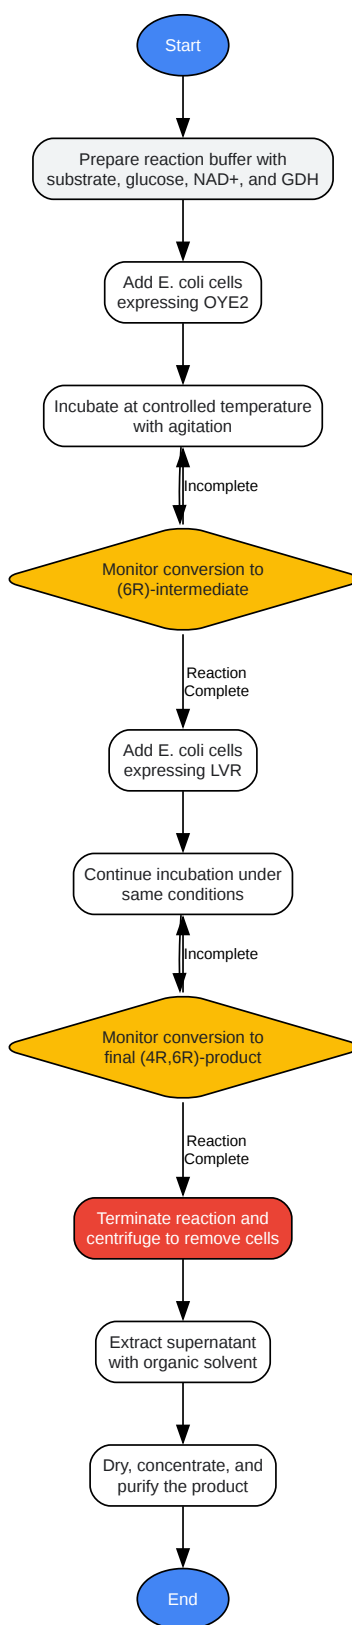 Start
Prepare reaction buffer with
substrate, glucose, NAD+, and GDH
Add E. coli cells
expressing OYE2
Incubate at controlled temperature
with agitation
Incomplete
Monitor conversion to
(6R)-intermediate
Reaction
Complete
Add E. coli cells
expressing LVR
Continue incubation under
same conditions
Incomplete
Monitor conversion to
final (4R,6R)-product
Reaction
Complete
Terminate reaction and
centrifuge to remove cells
Extract supernatant
with organic solvent
Dry, concentrate, and
purify the product
End